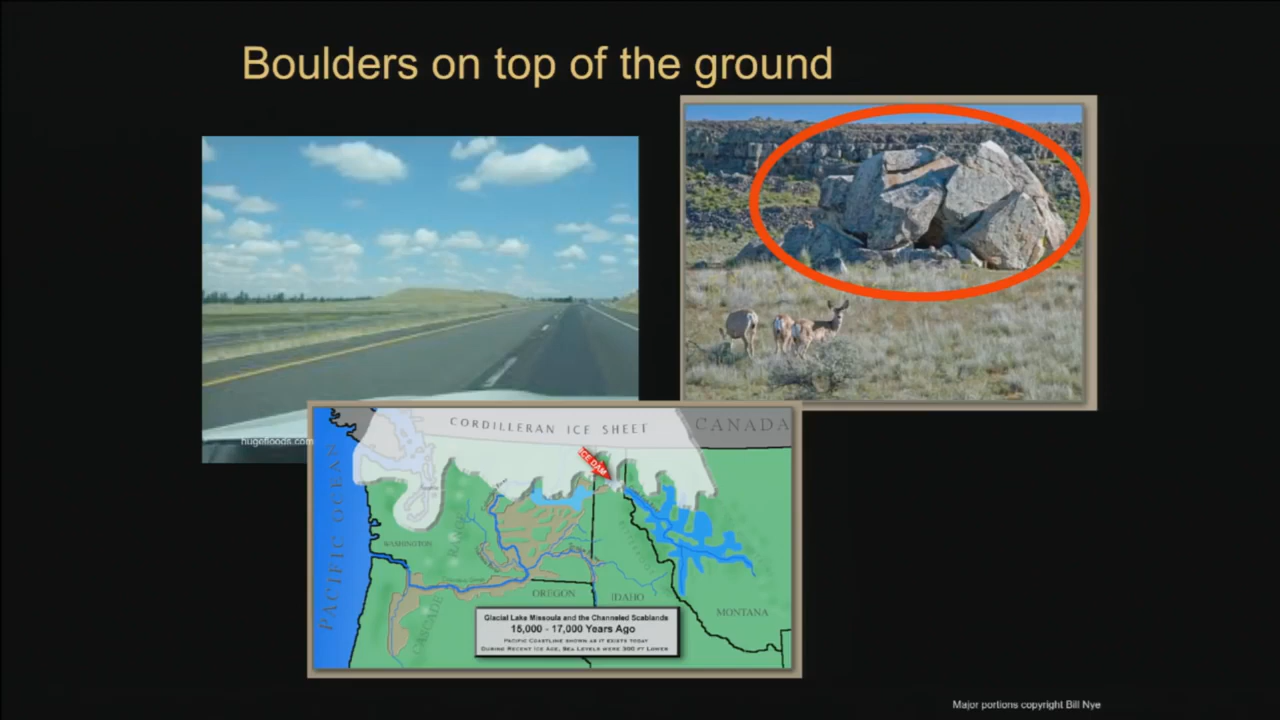 Boulders on top of the ground
hugefloods.com
CORDILLERAN ICE SHEET
CANADA
ICE DAM
PACIFIC OCEAN
WASHINGTON
CASCADE RANGE
OREGON
IDAHO
MONTANA
Glacial Lake Missoula and the Channeled Scablands
15,000 - 17,000 Years Ago
PACIFIC COASTLINE SHOWN AS IT EXISTS TODAY
DURING RECENT ICE AGE, SEA LEVELS WERE 300 FT LOWER
Major portions copyright Bill Nye